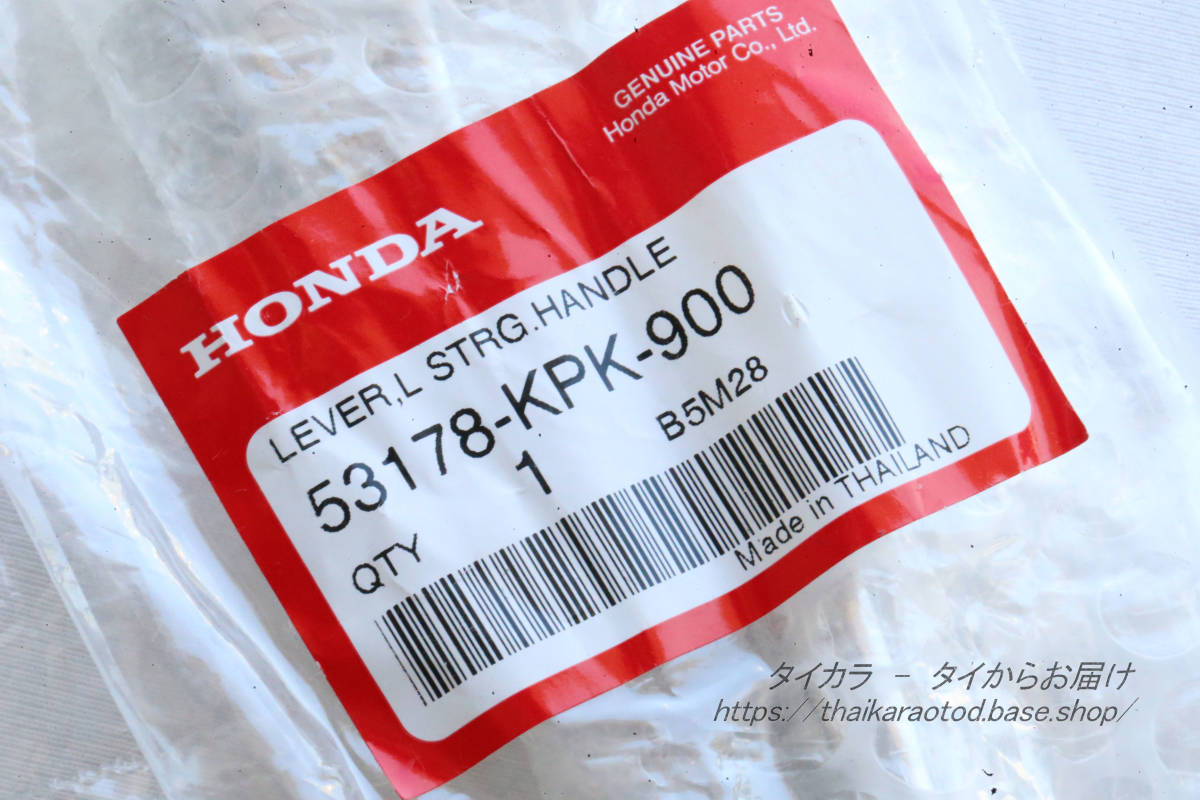 GENUINE PARTS
Honda Motor Co., Ltd.
HONDA
LEVER,L STRG.HANDLE
53178-KPK-900
QTY 1 B5M28
Made in THAILAND
タイカラ - タイからお届け
https://thaikaraotod.base.shop/